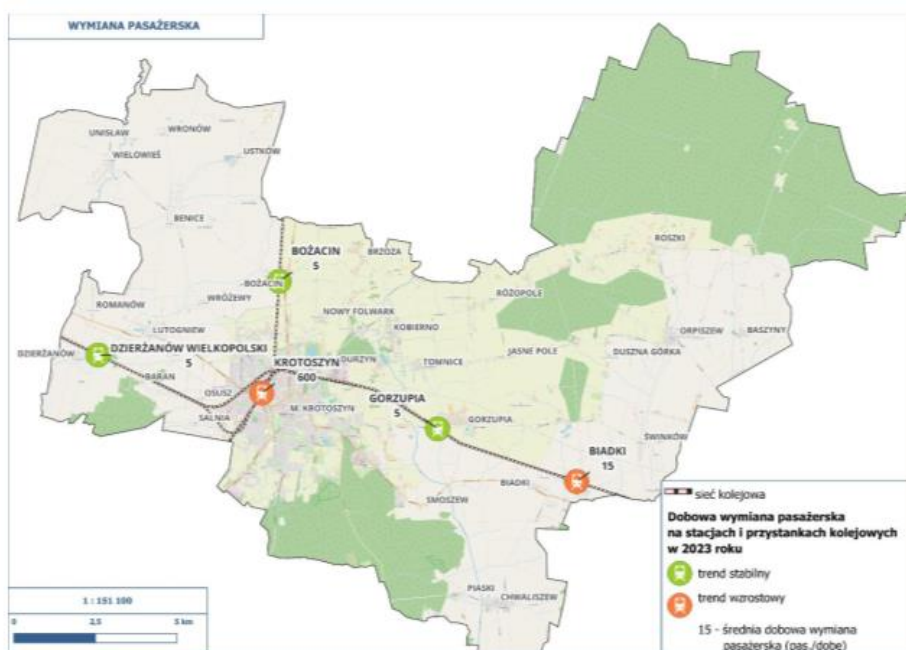 WYMIANA PASAŻERSKA
UNISŁAW
WRONÓW
WIELOWIEŚ
USTKÓW
BENICE
ROSZKI
BOŻACIN
5
BRZOZA
BOŻACIN
ROMANÓW
WRÓŻEWY
RÓŻOPOLE
NOWY FOLWARK
KOBIERNO
LUTOGNIEW
ORPISZEW
BASZYNY
DZIERŻANÓW
DZIERŻANÓW WIELKOPOLSKI
5
DURZYN
TOMNICE
JASNE POLE
DUSZNA GÓRKA
KROTOSZYN
600
BARAN
OSUSZ
GORZUPIA
5
SALNIA
M. KROTOSZYN
GORZUPIA
ŚWINKÓW
BIADKI
15
BIADKI
SMOSZEW
PIASKI
CHWALISZEW
1 : 151 100
0 2,5 5 km
sieć kolejowa
Dobowa wymiana pasażerska
na stacjach i przystankach kolejowych
w 2023 roku
trend stabilny
trend wzrostowy
15 - średnia dobowa wymiana
pasażerska (pas./dobę)